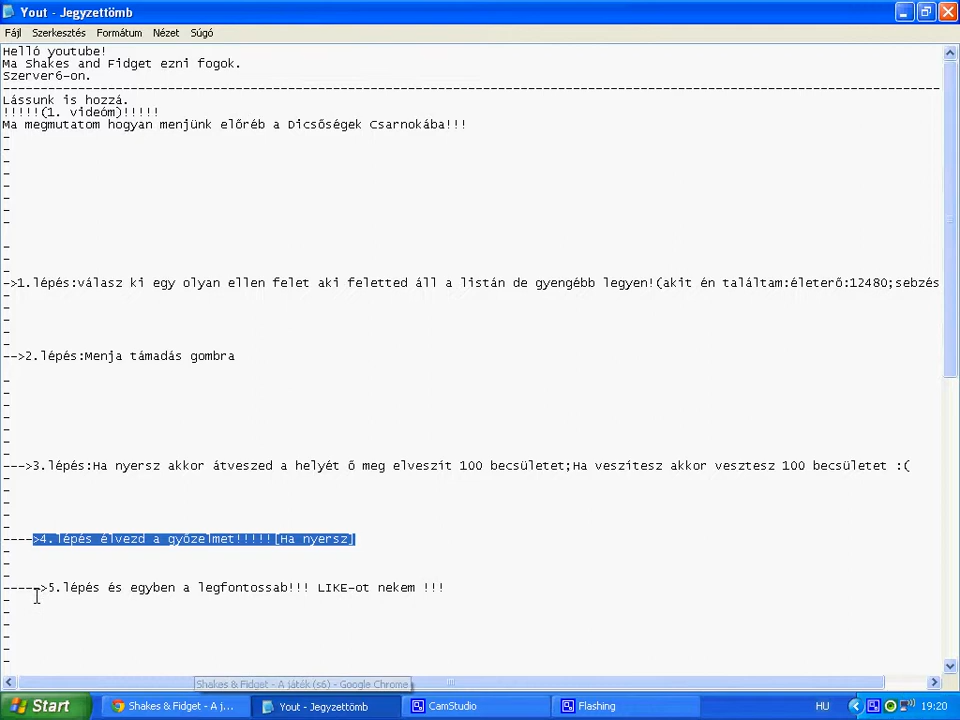 Yout - Jegyzettömb
Fájl Szerkesztés Formátum Nézet Súgó
Helló youtube!
Ma Shakes and Fidget ezni fogok.
Szerver6-on.
--------------------------------------------------------------------------------------------------------------------------------
Lássunk is hozzá.
!!!!!(1. videóm)!!!!!
Ma megmutatom hogyan menjünk előréb a Dicsőségek Csarnokába!!!
-
-
-
-
-
-
-
-
-
-
-
->1.lépés:válasz ki egy olyan ellen felet aki feletted áll a listán de gyengébb legyen!(akit én találtam:életerő:12480;sebzés
-
-
-
-
-
-->2.lépés:Menja támadás gombra
-
-
-
-
-
-
-
--->3.lépés:Ha nyersz akkor átveszed a helyét ő meg elveszít 100 becsületet;Ha veszítesz akkor vesztesz 100 becsületet :(
-
-
-
-
-
---->4.lépés élvezd a győzelmet!!!!![Ha nyersz]
-
-
-
----->5.lépés és egyben a legfontossab!!! LIKE-ot nekem !!!
-
-
-
-
-
-
Shakes & Fidget - A játék (s6) - Google Chrome
Start Shakes & Fidget - A j... Yout - Jegyzettömb CamStudio Flashing HU 19:20